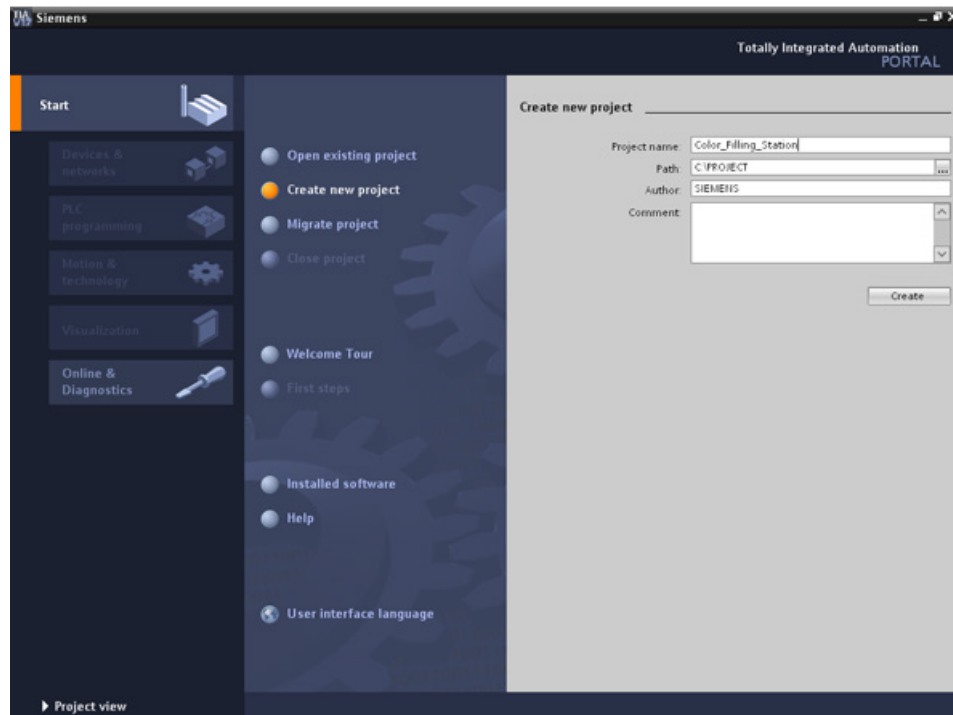 Siemens
Totally Integrated Automation
PORTAL
Start
Devices &
networks
PLC
programming
Motion &
technology
Visualization
Online &
Diagnostics
Project view
Open existing project
Create new project
Migrate project
Close project
Welcome Tour
First steps
Installed software
Help
User interface language
Create new project
Project name: Color_Filling_Station
Path: C:\PROJECT ...
Author: SIEMENS
Comment:
Create